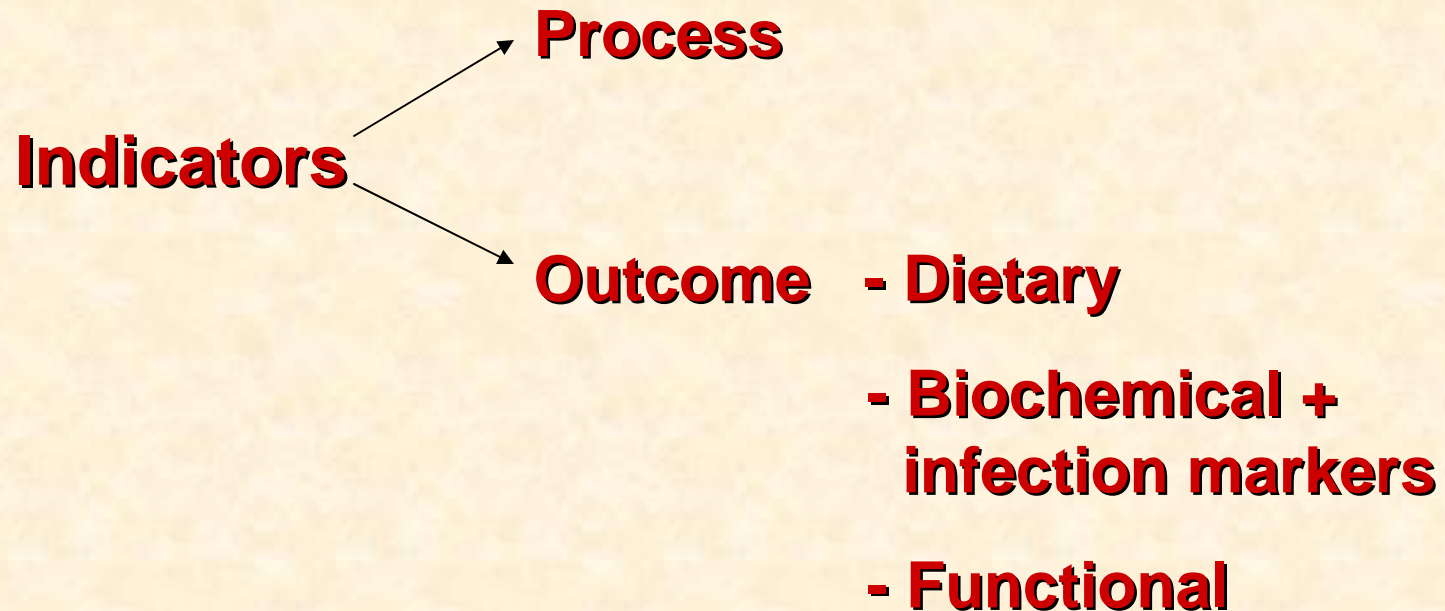 Process
Indicators
Outcome - Dietary
- Biochemical +
infection markers
- Functional